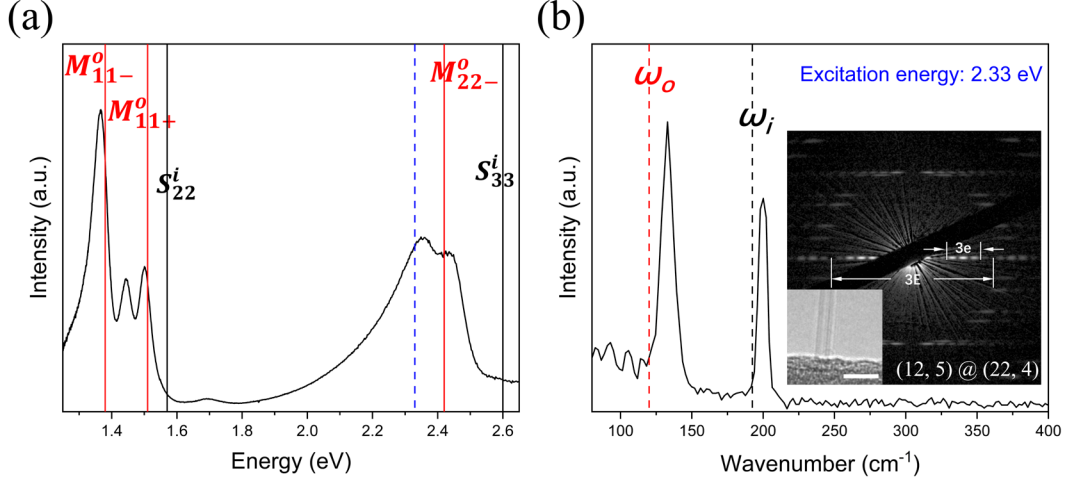 (a)
M^o_11-
M^o_11+
S^i_22
M^o_22-
S^i_33
Intensity (a.u.)
1.4 1.6 1.8 2.0 2.2 2.4 2.6
Energy (eV)
(b)
ω_o
ω_i
Excitation energy: 2.33 eV
3e
3E
(12, 5) @ (22, 4)
Intensity (a.u.)
100 150 200 250 300 350 400
Wavenumber (cm⁻¹)